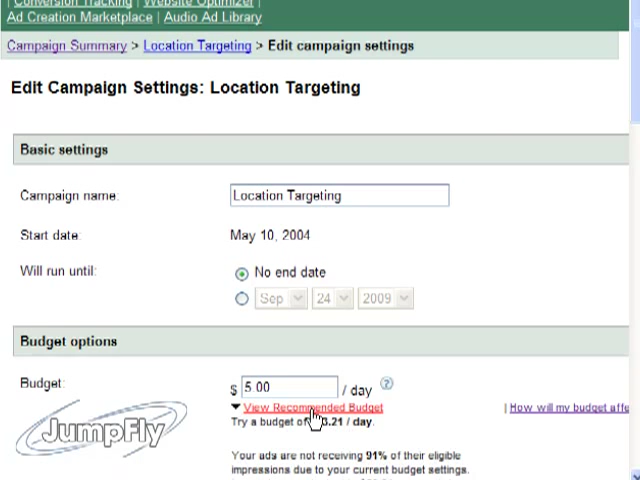 | Conversion Tracking | Website Optimizer |
Ad Creation Marketplace | Audio Ad Library
Campaign Summary > Location Targeting > Edit campaign settings
Edit Campaign Settings: Location Targeting
Basic settings
Campaign name: Location Targeting
Start date: May 10, 2004
Will run until: No end date
Sep 24 2009
Budget options
Budget: $ 5.00 / day ?
View Recommended Budget | How will my budget affe
Try a budget of 3.21 / day.
JumpFly
Your ads are not receiving 91% of their eligible
impressions due to your current budget settings.